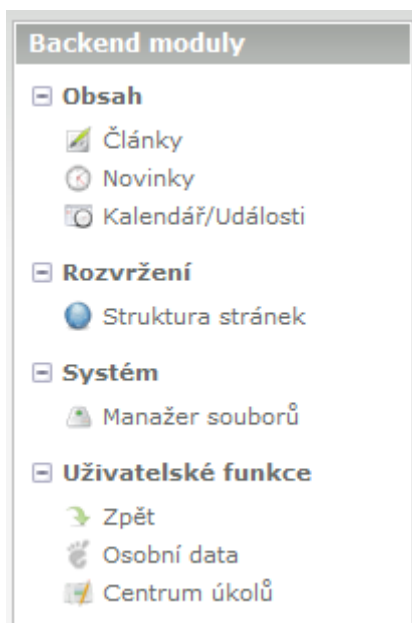 Backend moduly
Obsah
Články
Novinky
Kalendář/Události
Rozvržení
Struktura stránek
Systém
Manažer souborů
Uživatelské funkce
Zpět
Osobní data
Centrum úkolů